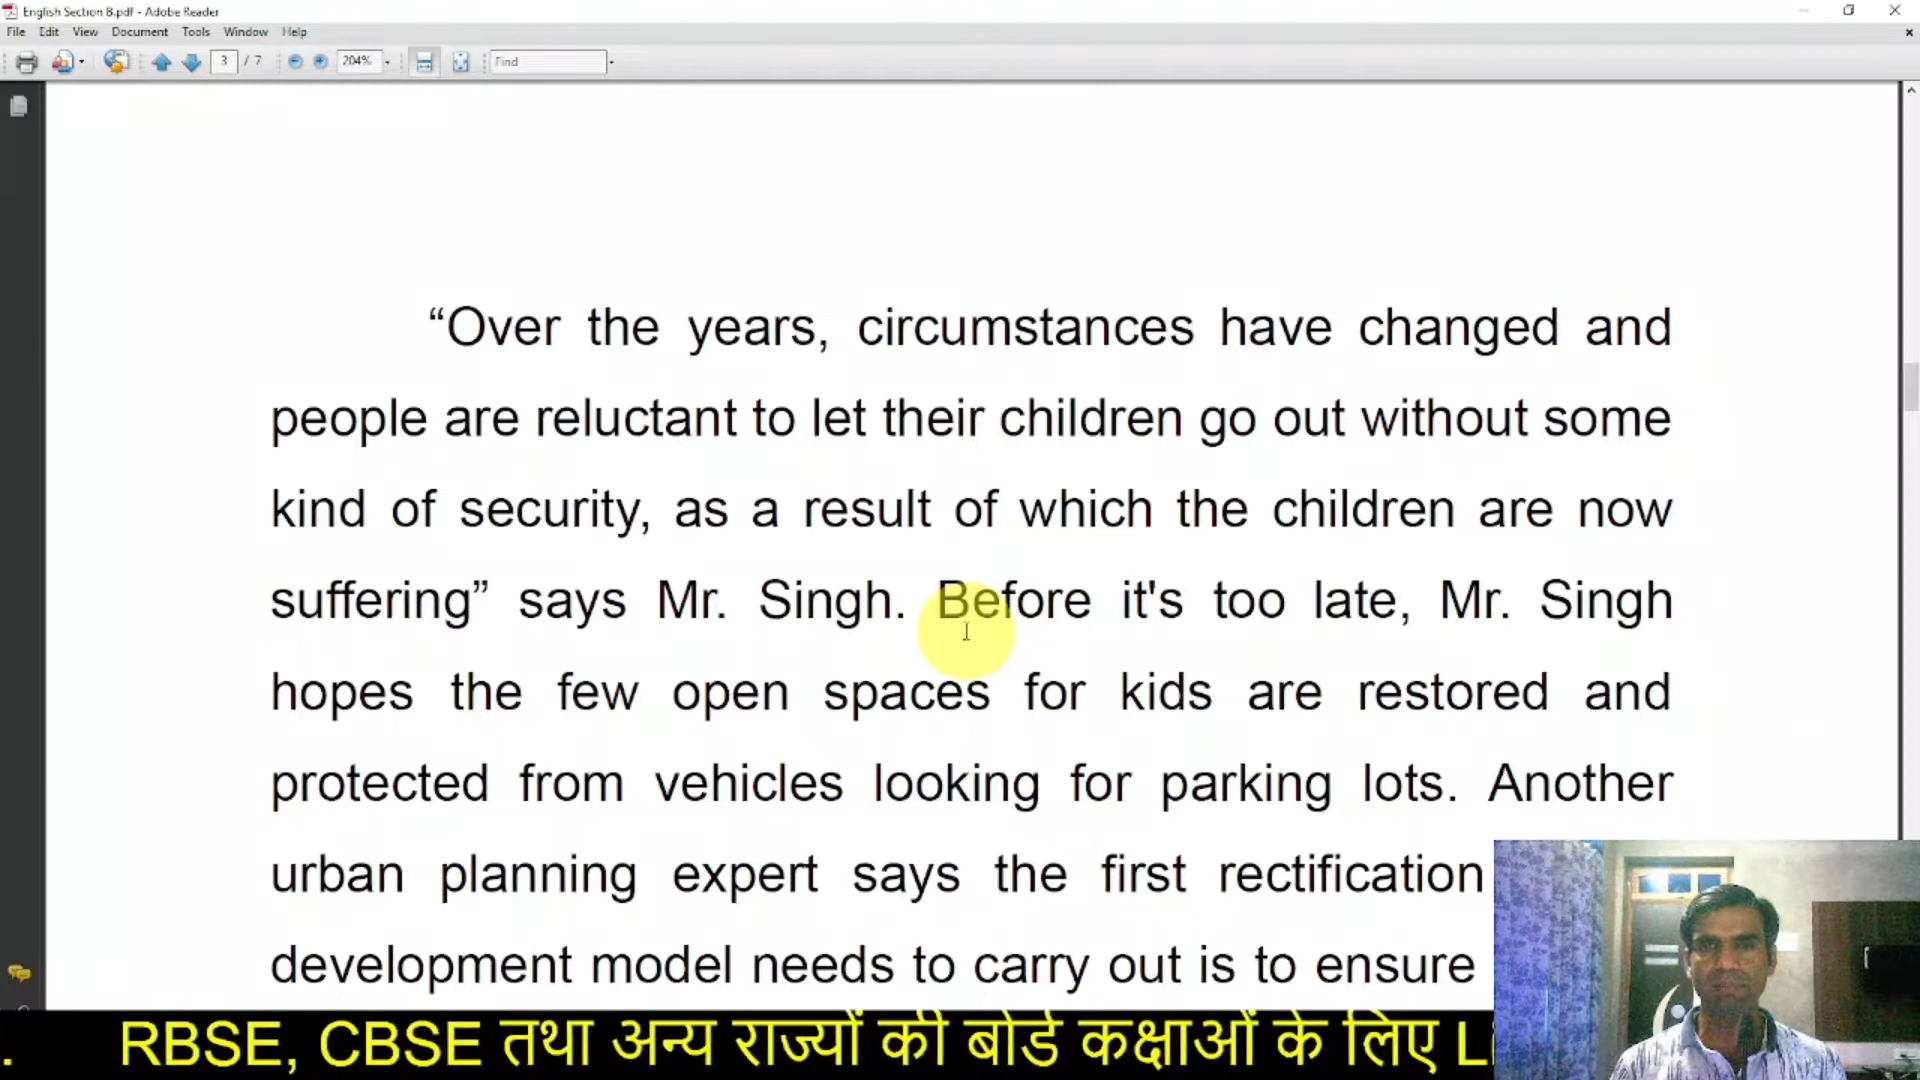 English Section B.pdf - Adobe Reader
File Edit View Document Tools Window Help
3 / 7 204% Find
“Over the years, circumstances have changed and
people are reluctant to let their children go out without some
kind of security, as a result of which the children are now
suffering” says Mr. Singh. Before it's too late, Mr. Singh
hopes the few open spaces for kids are restored and
protected from vehicles looking for parking lots. Another
urban planning expert says the first rectification
development model needs to carry out is to ensure
. RBSE, CBSE तथा अन्य राज्यों की बोर्ड कक्षाओं के लिए